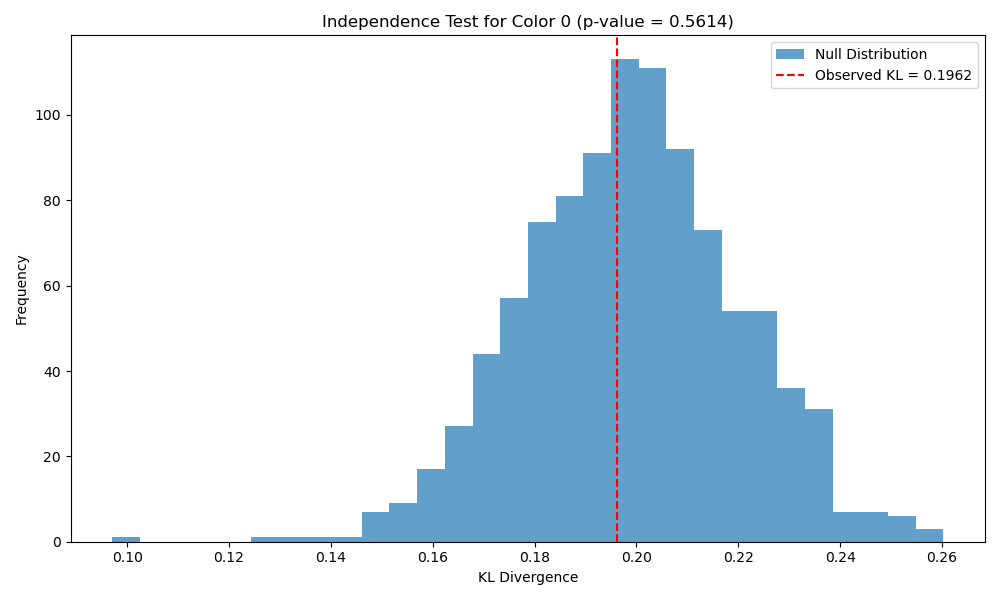 Independence Test for Color 0 (p-value = 0.5614)
Null Distribution
Observed KL = 0.1962
Frequency
100
80
60
40
20
0
0.10 0.12 0.14 0.16 0.18 0.20 0.22 0.24 0.26
KL Divergence